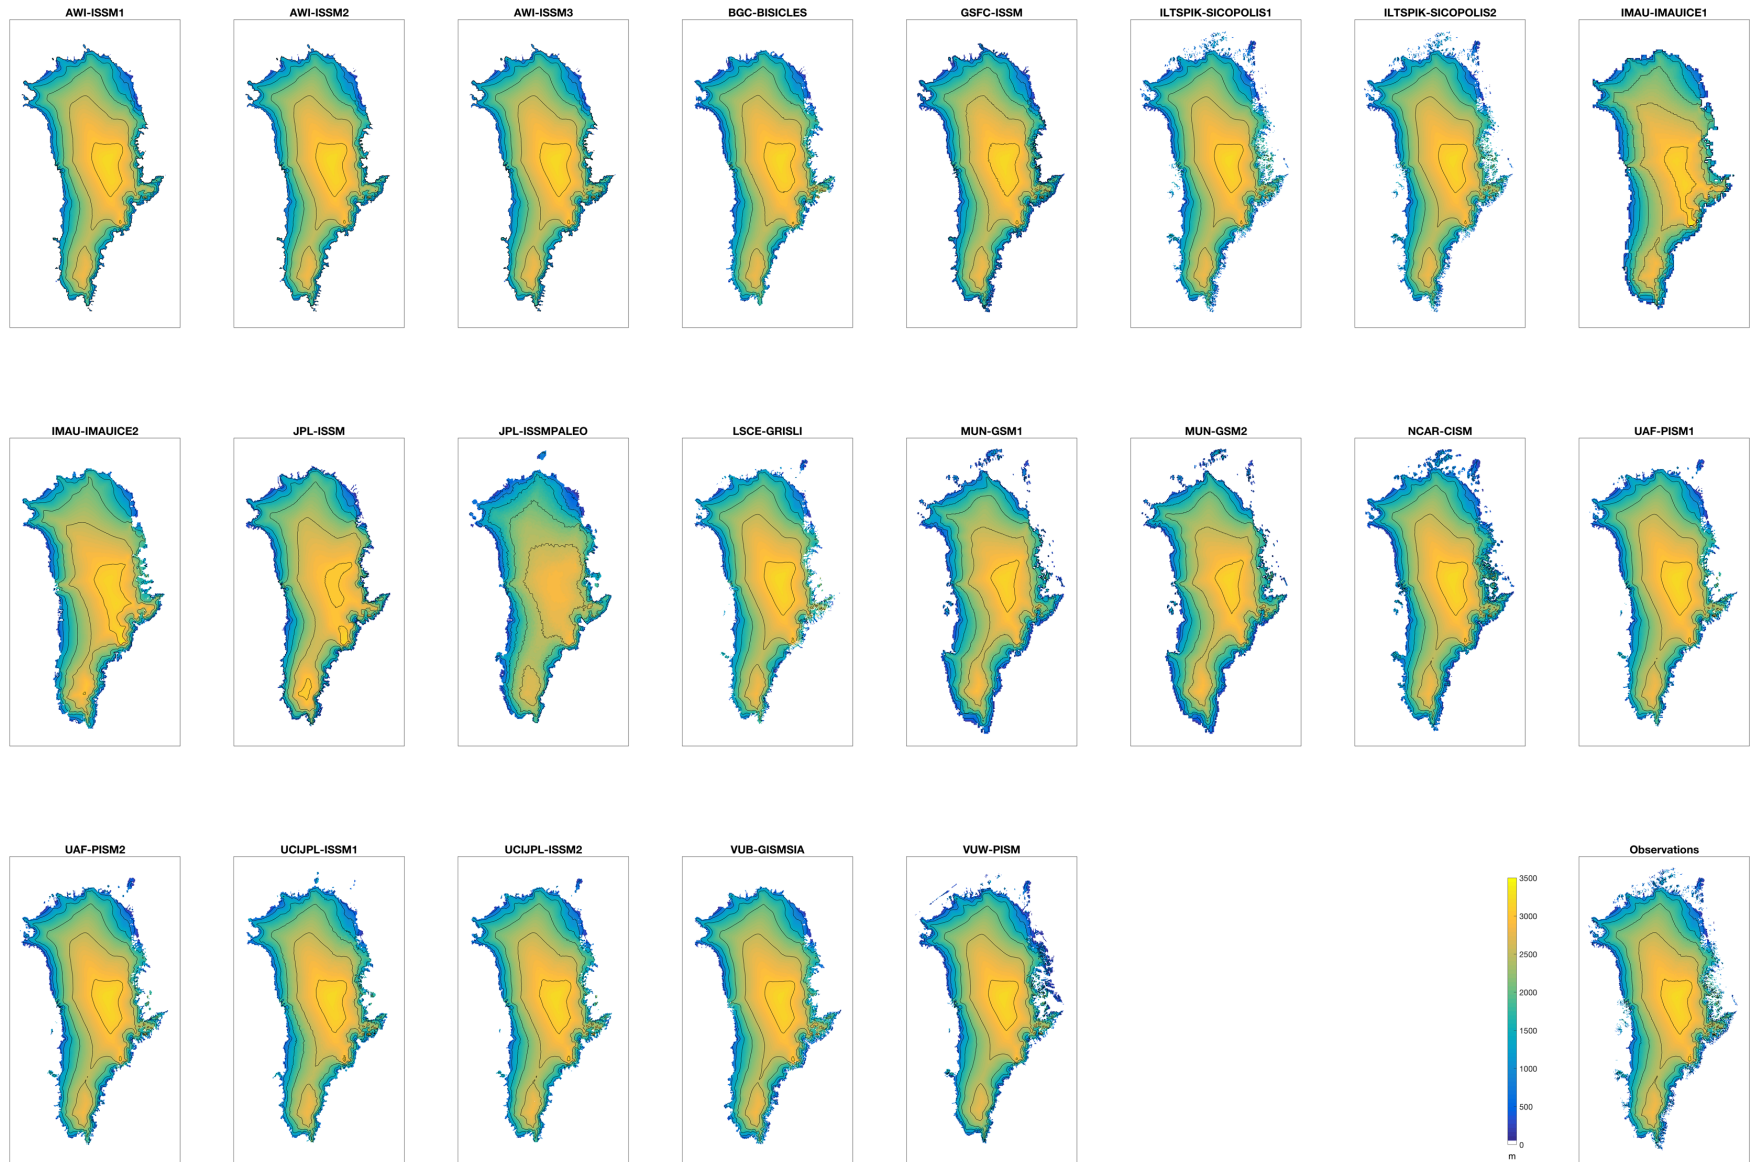 AWI-ISSM1 AWI-ISSM2 AWI-ISSM3 BGC-BISICLES GSFC-ISSM ILTSPIK-SICOPOLIS1 ILTSPIK-SICOPOLIS2 IMAU-IMAUICE1
IMAU-IMAUICE2 JPL-ISSM JPL-ISSMPALEO LSCE-GRISLI MUN-GSM1 MUN-GSM2 NCAR-CISM UAF-PISM1
UAF-PISM2 UCIJPL-ISSM1 UCIJPL-ISSM2 VUB-GISMSIA VUW-PISM Observations
3500
3000
2500
2000
1500
1000
500
0
m